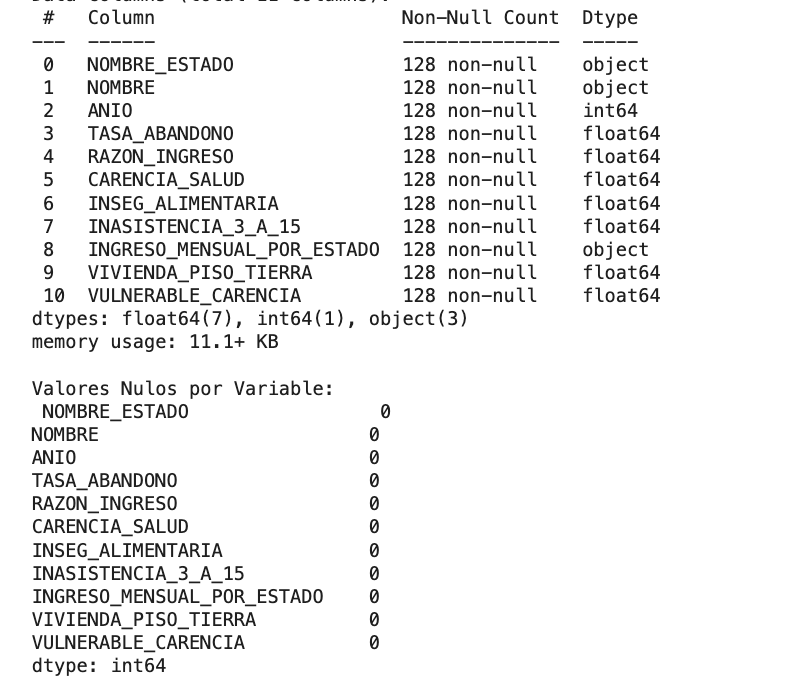 Data columns (total 11 columns):
#   Column                     Non-Null Count  Dtype
---  ------                     --------------  -----
0   NOMBRE_ESTADO              128 non-null    object
1   NOMBRE                     128 non-null    object
2   ANIO                       128 non-null    int64
3   TASA_ABANDONO              128 non-null    float64
4   RAZON_INGRESO              128 non-null    float64
5   CARENCIA_SALUD             128 non-null    float64
6   INSEG_ALIMENTARIA          128 non-null    float64
7   INASISTENCIA_3_A_15        128 non-null    float64
8   INGRESO_MENSUAL_POR_ESTADO  128 non-null    object
9   VIVIENDA_PISO_TIERRA       128 non-null    float64
10  VULNERABLE_CARENCIA        128 non-null    float64
dtypes: float64(7), int64(1), object(3)
memory usage: 11.1+ KB
Valores Nulos por Variable:
NOMBRE_ESTADO                 0
NOMBRE                        0
ANIO                          0
TASA_ABANDONO                 0
RAZON_INGRESO                 0
CARENCIA_SALUD                0
INSEG_ALIMENTARIA             0
INASISTENCIA_3_A_15           0
INGRESO_MENSUAL_POR_ESTADO    0
VIVIENDA_PISO_TIERRA          0
VULNERABLE_CARENCIA           0
dtype: int64